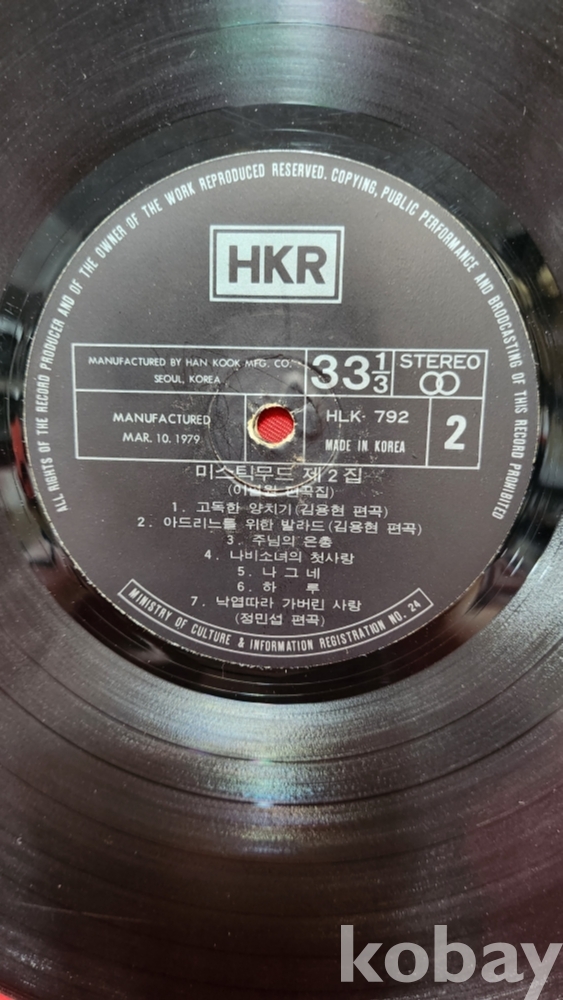 ALL RIGHTS OF THE RECORD PRODUCER AND OF THE OWNER OF THE WORK REPRODUCED RESERVED. COPYING, PUBLIC PERFORMANCE AND BRODCASTING OF THIS RECORD PROHIBITED
HKR
MANUFACTURED BY HAN KOOK MFG. CO.
SEOUL, KOREA
33 1/3
STEREO
MANUFACTURED
MAR. 10. 1979
HLK- 792
MADE IN KOREA
2
미스틱무드 제2집
편곡집)
1. 고독한 양치기(김용현 편곡)
2. 아드리느를 위한 발라드(김용현 편곡)
3. 주님의 은총
4. 나비소녀의 첫사랑
5. 나 그 네
6. 하 루
7. 낙엽따라 가버린 사랑
(정민섭 편곡)
MINISTRY OF CULTURE & INFORMATION REGISTRATION NO. 24
kobay